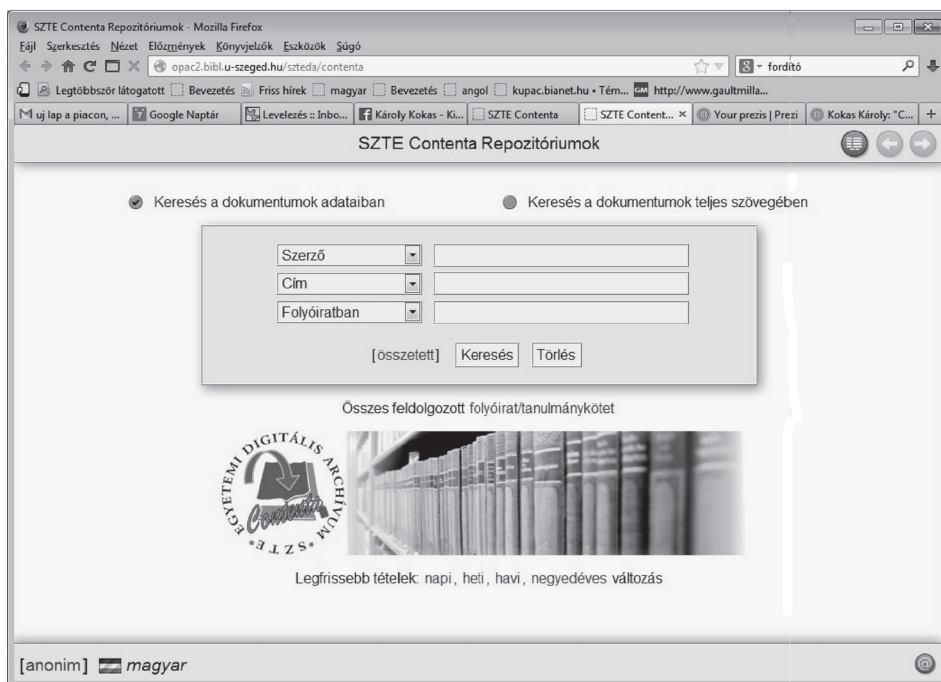 SZTE Contenta Repozitóriumok - Mozilla Firefox
Fájl Szerkesztés Nézet Előzmények Könyvjelzők Eszközök Súgó
opac2.bibl.u-szeged.hu/szteda/contenta fordító
Legtöbbször látogatott Bevezetés Friss hírek magyar Bevezetés angol kupac.bianet.hu • Tém... GM http://www.gaultmilla...
uj lap a piacon, ... 7 Google Naptár Levelezés :: Inbo... Károly Kokas - Ki... SZTE Contenta SZTE Content... × Your prezis | Prezi Kokas Károly: "C... +
SZTE Contenta Repozitóriumok
Keresés a dokumentumok adataiban Keresés a dokumentumok teljes szövegében
Szerző
Cím
Folyóiratban
[összetett] Keresés Törlés
Összes feldolgozott folyóirat/tanulmánykötet
EGYETEMI DIGITÁLIS ARCHÍVUM *SZTE*
Contenta
Legfrissebb tételek: napi, heti, havi, negyedéves változás
[anonim] magyar @